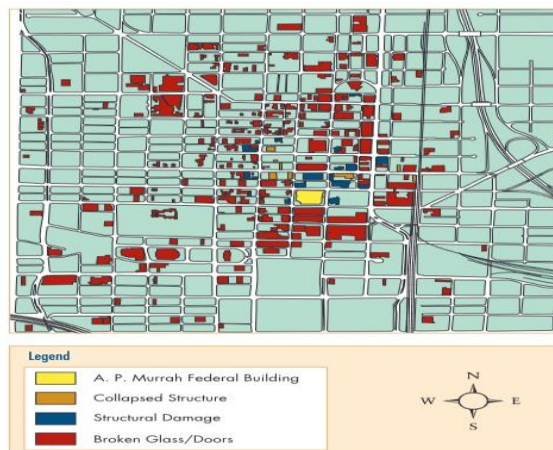 Legend
A. P. Murrah Federal Building
Collapsed Structure
Structural Damage
Broken Glass/Doors
N
W E
S